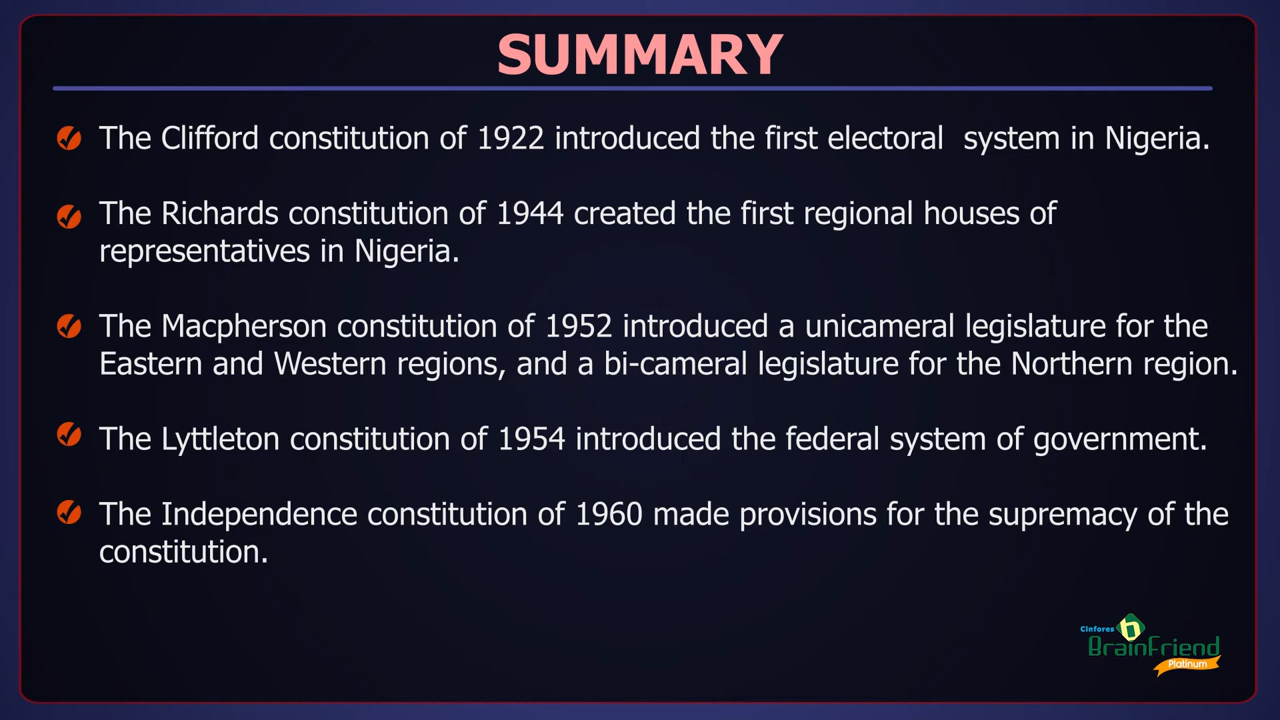 SUMMARY
The Clifford constitution of 1922 introduced the first electoral  system in Nigeria.
The Richards constitution of 1944 created the first regional houses of
representatives in Nigeria.
The Macpherson constitution of 1952 introduced a unicameral legislature for the
Eastern and Western regions, and a bi-cameral legislature for the Northern region.
The Lyttleton constitution of 1954 introduced the federal system of government.
The Independence constitution of 1960 made provisions for the supremacy of the
constitution.
Cinfores
BrainFriend
Platinum